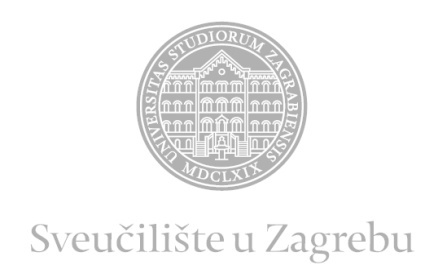 UNIVERSITAS STUDIORUM ZAGRABIENSIS
MDCLXIX
Sveučilište u Zagrebu